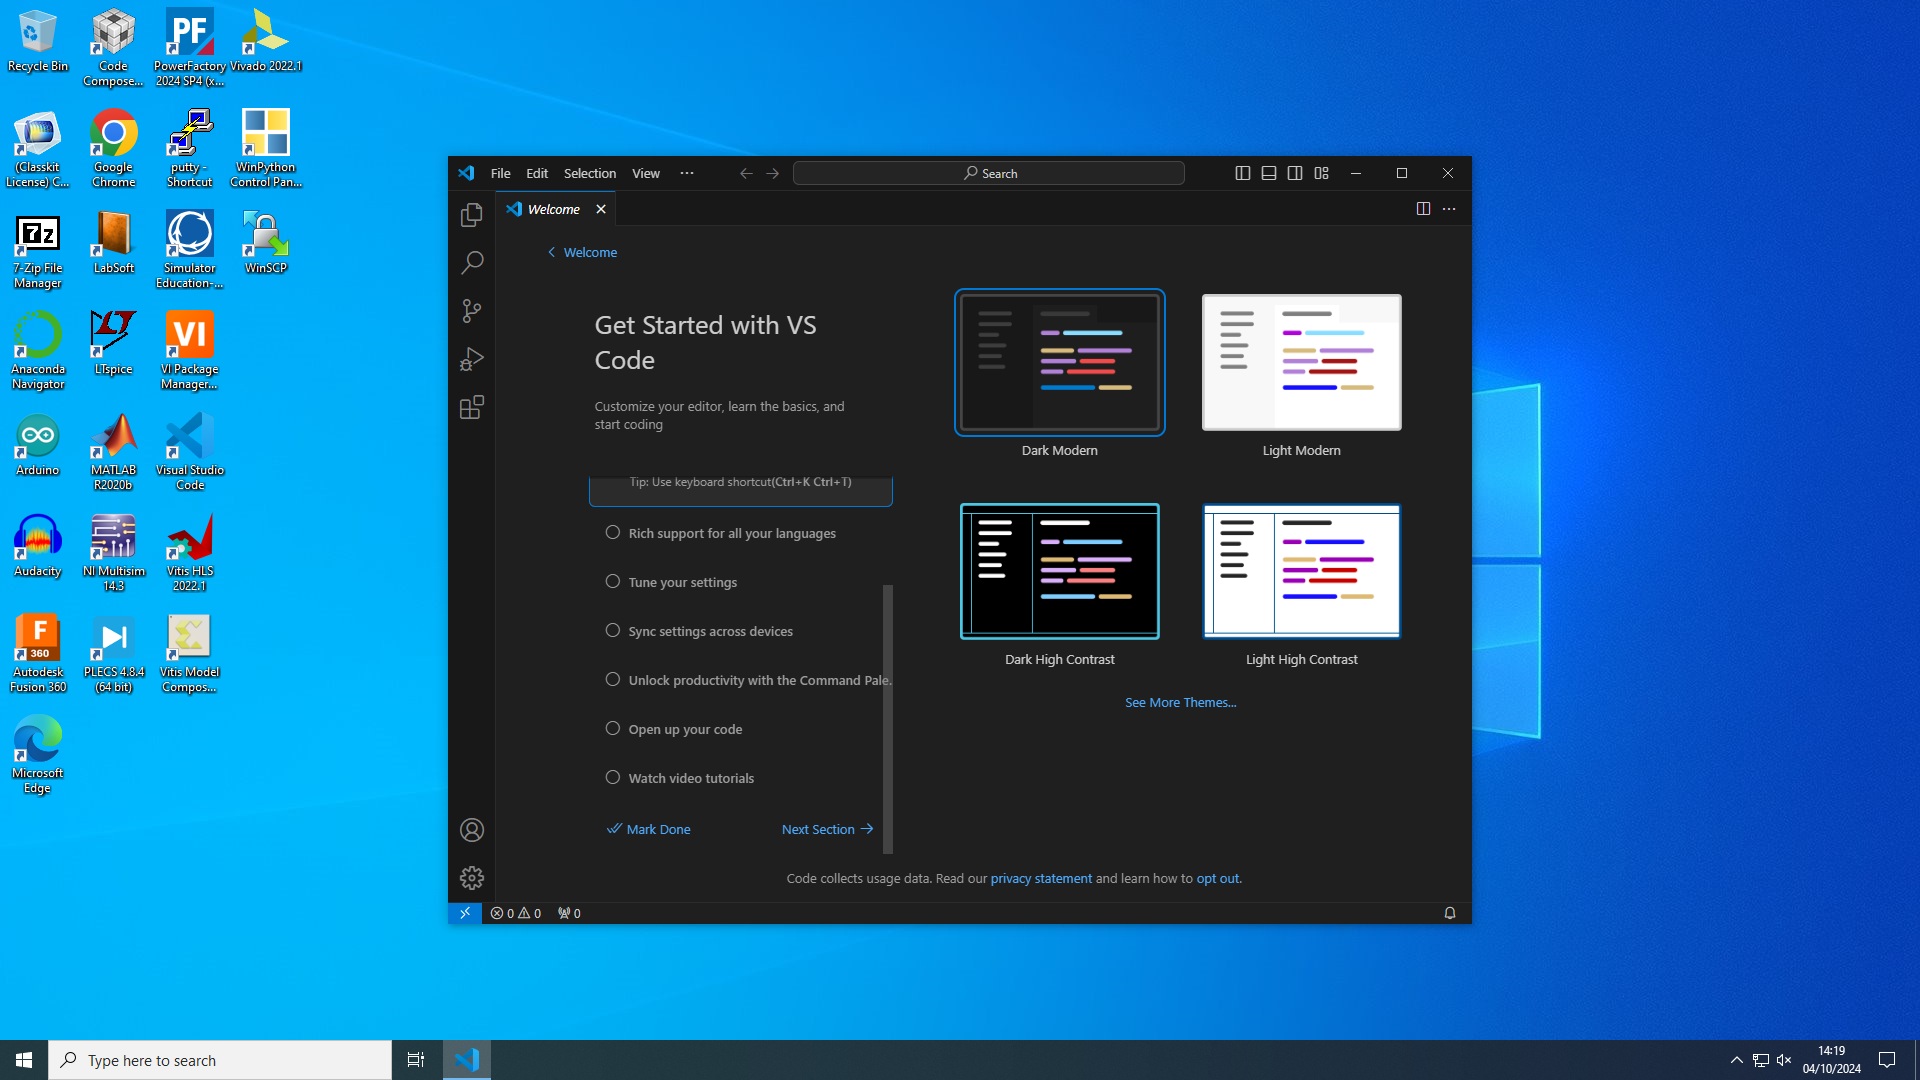 Recycle Bin
Code
Compose...
PowerFactory
2024 SP4 (x...
Vivado 2022.1
(Classkit
License) C...
Google
Chrome
putty -
Shortcut
WinPython
Control Pan...
7-Zip File
Manager
LabSoft
Simulator
Education-...
WinSCP
Anaconda
Navigator
LTspice
VI Package
Manager...
Arduino
MATLAB
R2020b
Visual Studio
Code
Audacity
NI Multisim
14.3
Vitis HLS
2022.1
Autodesk
Fusion 360
PLECS 4.8.4
(64 bit)
Vitis Model
Compos...
Microsoft
Edge
PF
7z
VI
F
360
File Edit Selection View ···
Search
Welcome
Welcome
Get Started with VS
Code
Customize your editor, learn the basics, and
start coding
Tip: Use keyboard shortcut(Ctrl+K Ctrl+T)
Rich support for all your languages
Tune your settings
Sync settings across devices
Unlock productivity with the Command Pale.
Open up your code
Watch video tutorials
Mark Done
Next Section
Dark Modern
Light Modern
Dark High Contrast
Light High Contrast
See More Themes...
Code collects usage data. Read our privacy statement and learn how to opt out.
0 0 0
Type here to search
14:19
04/10/2024